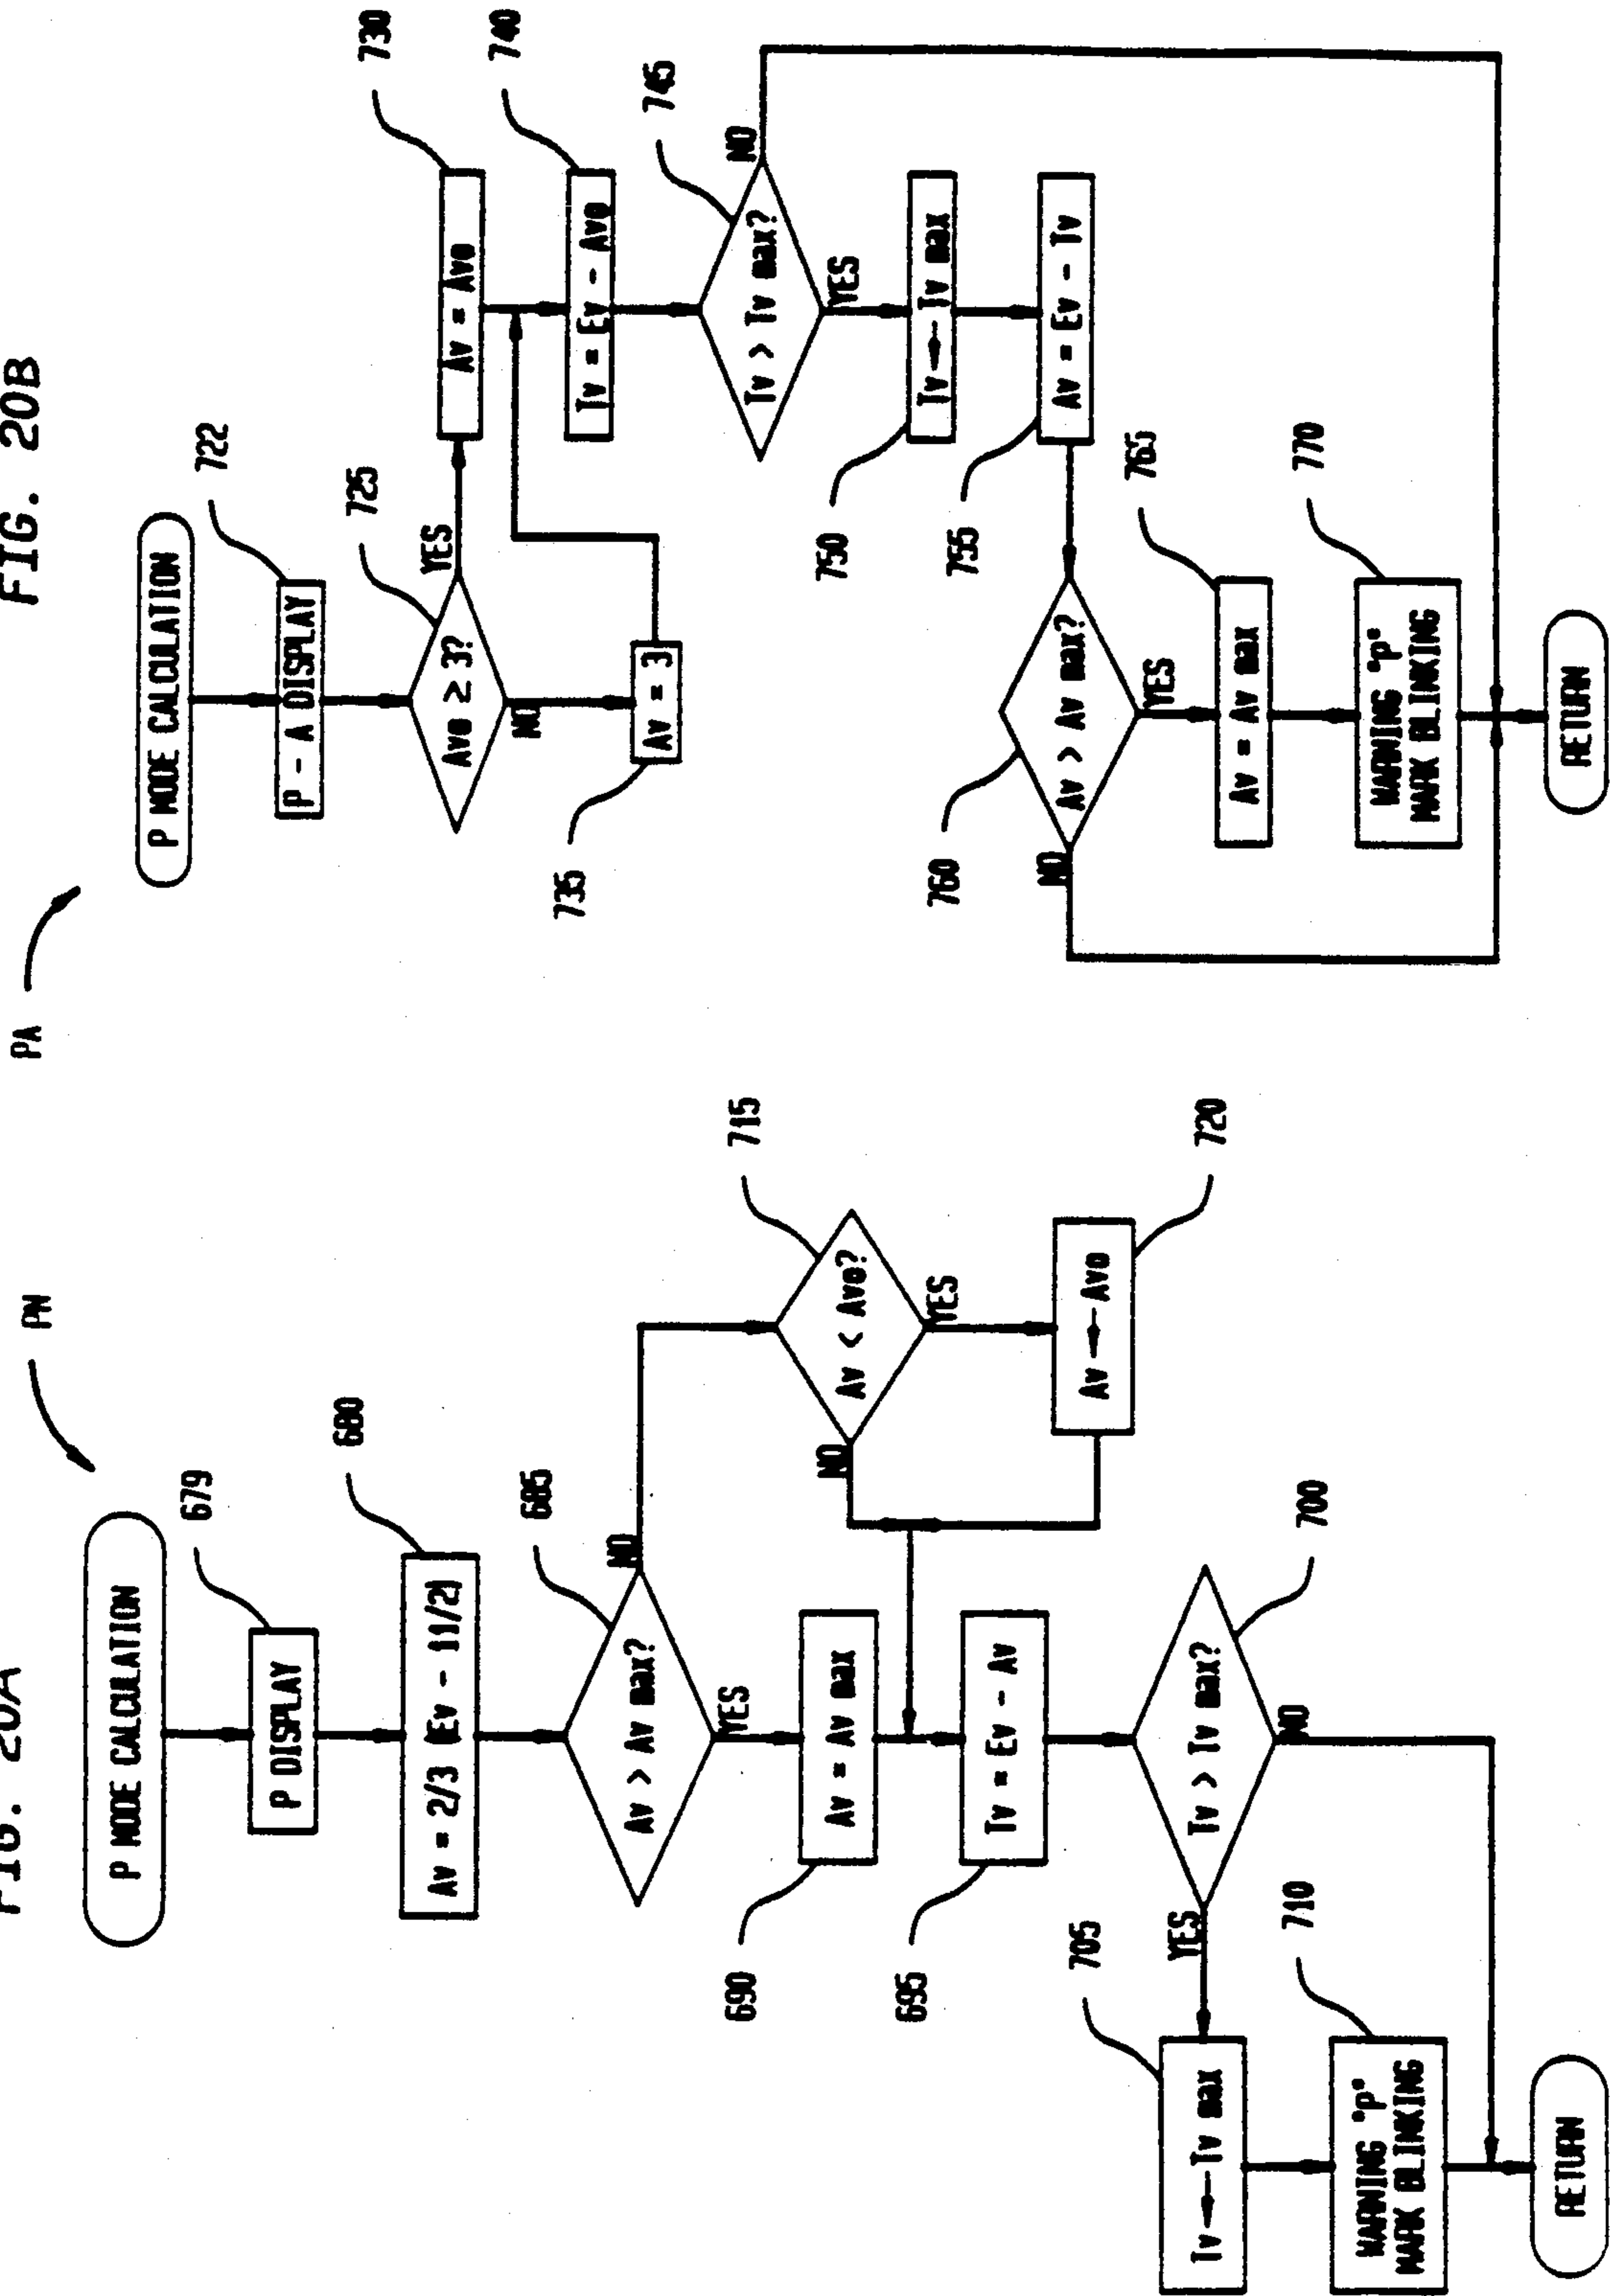 FIG. 20A
PN
P MODE CALCULATION
679
P DISPLAY
680
Av = 2/3 (Ev - 11/2)
685
Av > Av max?
NO
YES
715
Av < Avo?
NO
YES
720
Av ← Avo
690
Av = Av max
695
Tv = Ev - Av
700
Tv > Tv max?
YES
NO
705
Tv ← Tv max
710
WARNING "P"
MARK BLINKING
RETURN
FIG. 20B
PA
P MODE CALCULATION
722
P - A DISPLAY
725
Avo ≥ 3?
YES
NO
730
Av = Avo
735
Av = 3
740
Tv = Ev - Avo
745
Tv > Tv max?
NO
YES
750
Tv ← Tv max
755
Av = Ev - Tv
760
Av > Av max?
NO
YES
765
Av = Av max
770
WARNING "P"
MARK BLINKING
RETURN